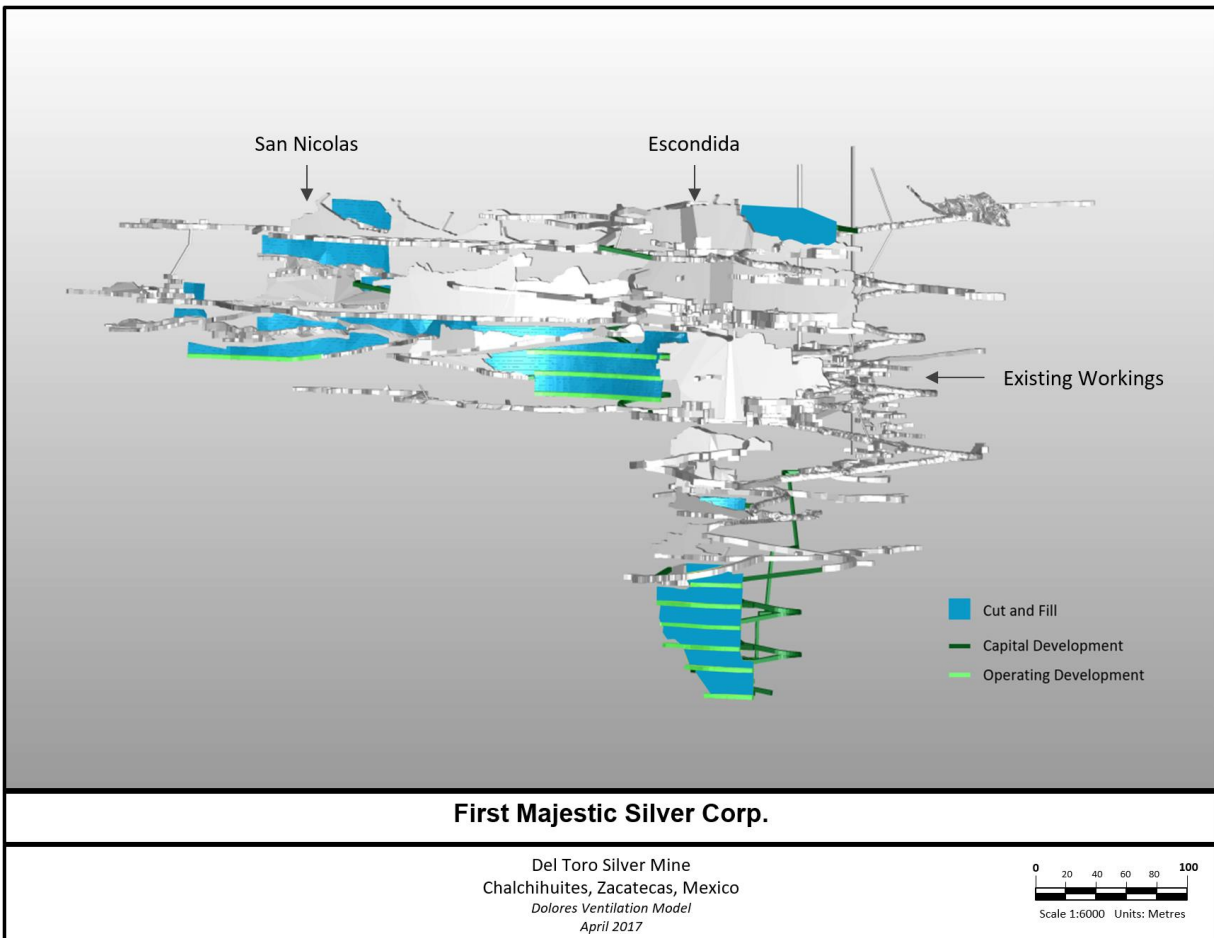 San Nicolas
Escondida
Existing Workings
Cut and Fill
Capital Development
Operating Development
First Majestic Silver Corp.
Del Toro Silver Mine
Chalchihuites, Zacatecas, Mexico
Dolores Ventilation Model
April 2017
0 20 40 60 80 100
Scale 1:6000 Units: Metres